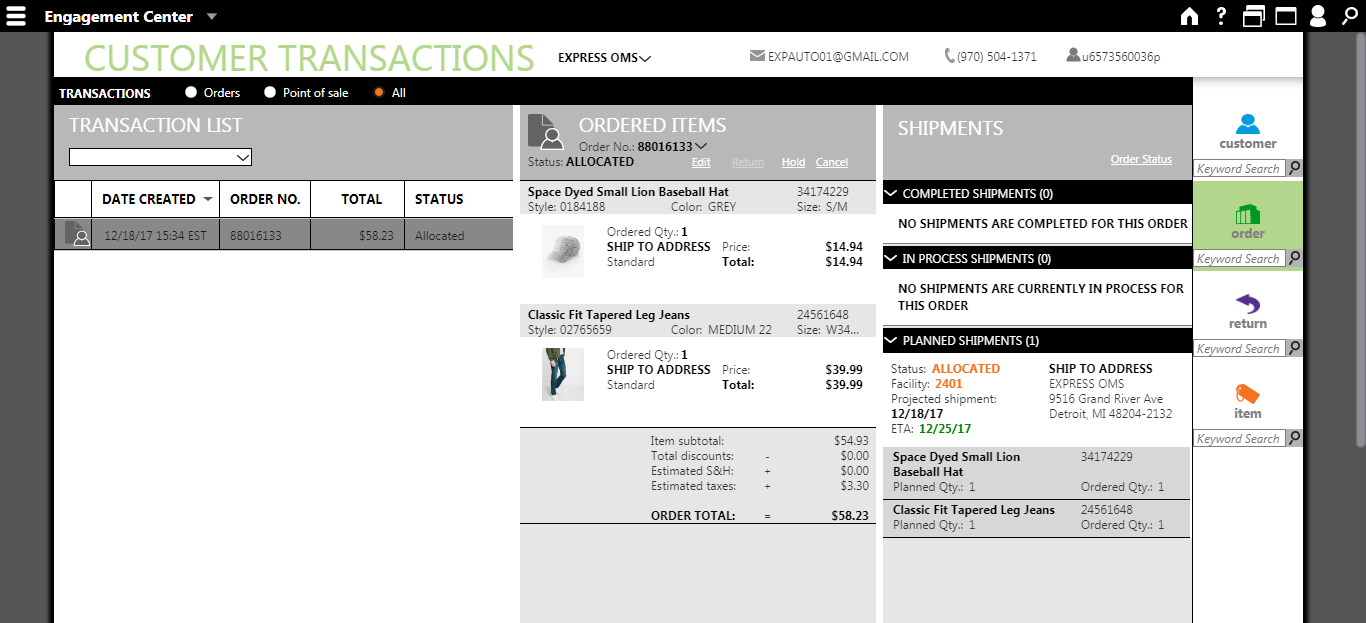 Engagement Center
CUSTOMER TRANSACTIONS
EXPRESS OMS
EXPAUTO01@GMAIL.COM
(970) 504-1371
u6573560036p
TRANSACTIONS
Orders
Point of sale
All
TRANSACTION LIST
DATE CREATED
ORDER NO.
TOTAL
STATUS
12/18/17 15:34 EST
88016133
$58.23
Allocated
ORDERED ITEMS
Order No.: 88016133
Status: ALLOCATED
Edit
Return
Hold
Cancel
Space Dyed Small Lion Baseball Hat
34174229
Style: 0184188
Color: GREY
Size: S/M
Ordered Qty.: 1
SHIP TO ADDRESS
Price:
$14.94
Standard
Total:
$14.94
Classic Fit Tapered Leg Jeans
24561648
Style: 02765659
Color: MEDIUM 22
Size: W34...
Ordered Qty.: 1
SHIP TO ADDRESS
Price:
$39.99
Standard
Total:
$39.99
Item subtotal:
$54.93
Total discounts:
-
$0.00
Estimated S&H:
+
$0.00
Estimated taxes:
+
$3.30
ORDER TOTAL:
=
$58.23
SHIPMENTS
Order Status
COMPLETED SHIPMENTS (0)
NO SHIPMENTS ARE COMPLETED FOR THIS ORDER
IN PROCESS SHIPMENTS (0)
NO SHIPMENTS ARE CURRENTLY IN PROCESS FOR
THIS ORDER
PLANNED SHIPMENTS (1)
Status: ALLOCATED
Facility: 2401
Projected shipment:
12/18/17
ETA: 12/25/17
SHIP TO ADDRESS
EXPRESS OMS
9516 Grand River Ave
Detroit, MI 48204-2132
Space Dyed Small Lion
Baseball Hat
34174229
Planned Qty.: 1
Ordered Qty.: 1
Classic Fit Tapered Leg Jeans
24561648
Planned Qty.: 1
Ordered Qty.: 1
customer
Keyword Search
order
Keyword Search
return
Keyword Search
item
Keyword Search